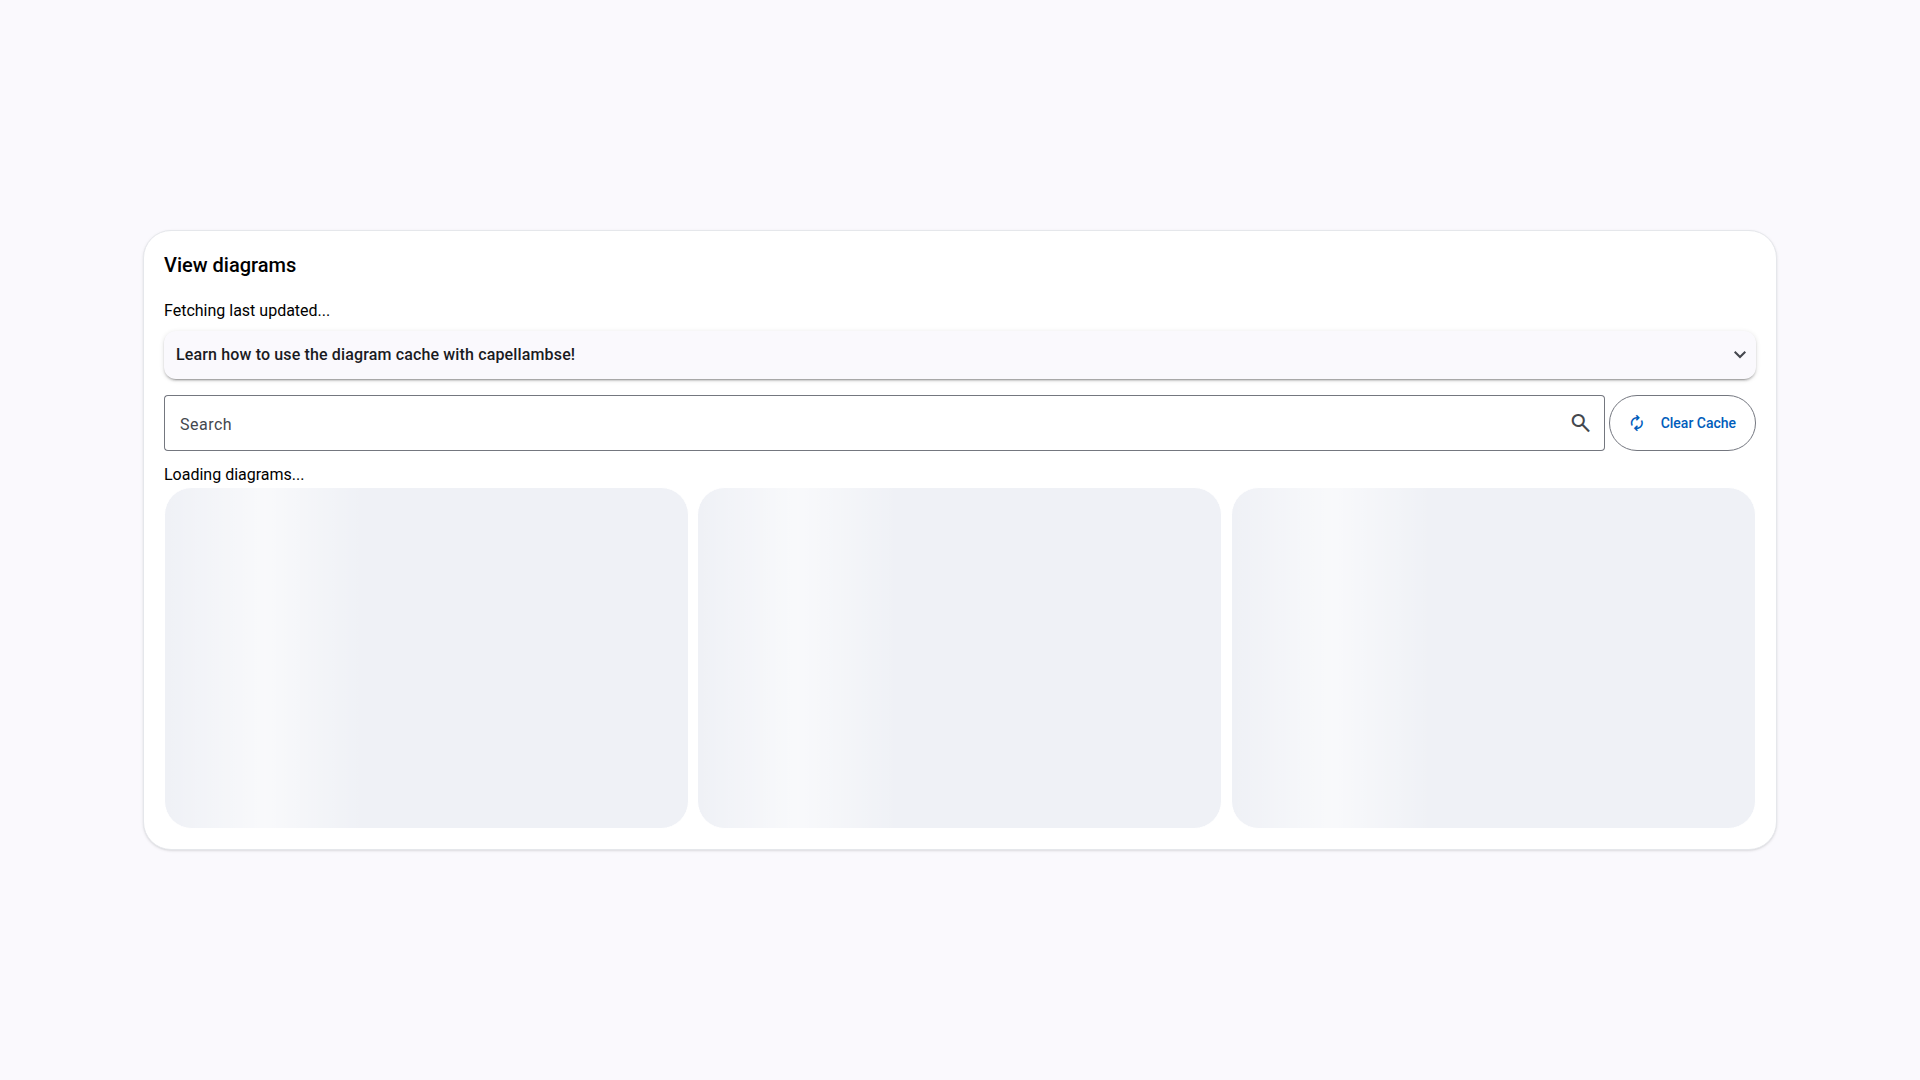 View diagrams
Fetching last updated...
Learn how to use the diagram cache with capellambse!
Search
Clear Cache
Loading diagrams...